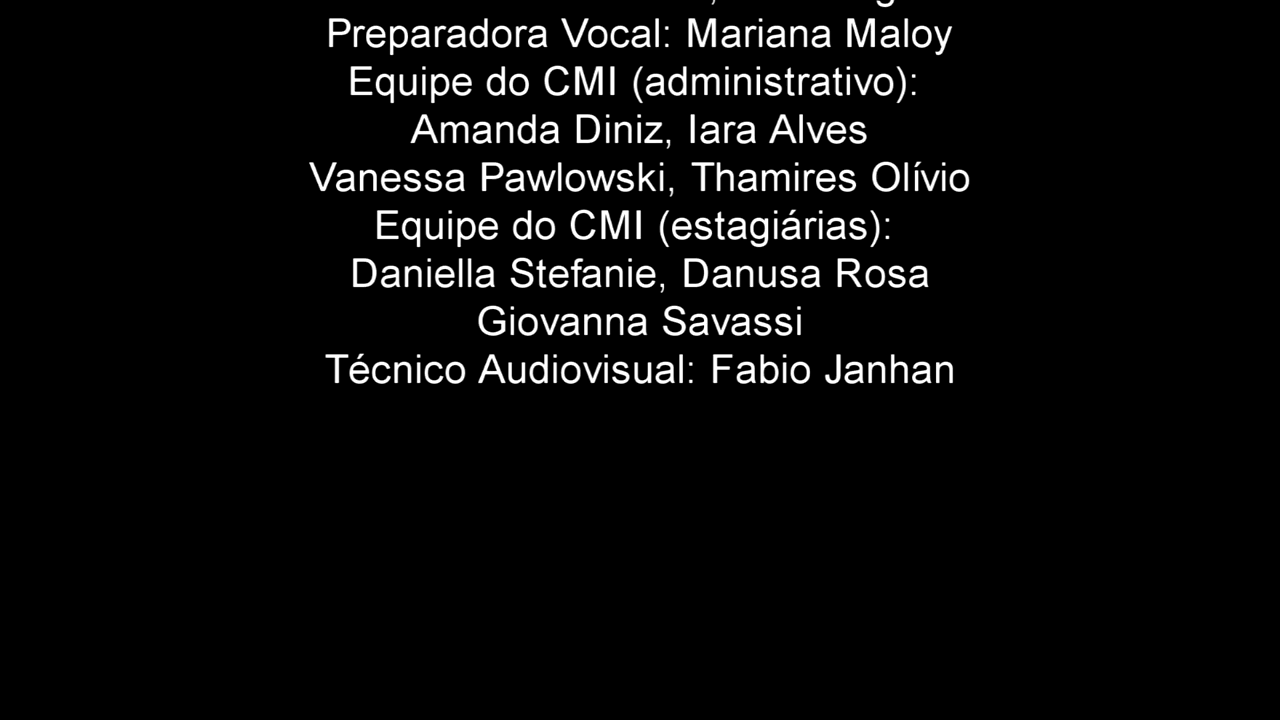 Preparadora Vocal: Mariana Maloy
Equipe do CMI (administrativo):
Amanda Diniz, Iara Alves
Vanessa Pawlowski, Thamires Olívio
Equipe do CMI (estagiárias):
Daniella Stefanie, Danusa Rosa
Giovanna Savassi
Técnico Audiovisual: Fabio Janhan